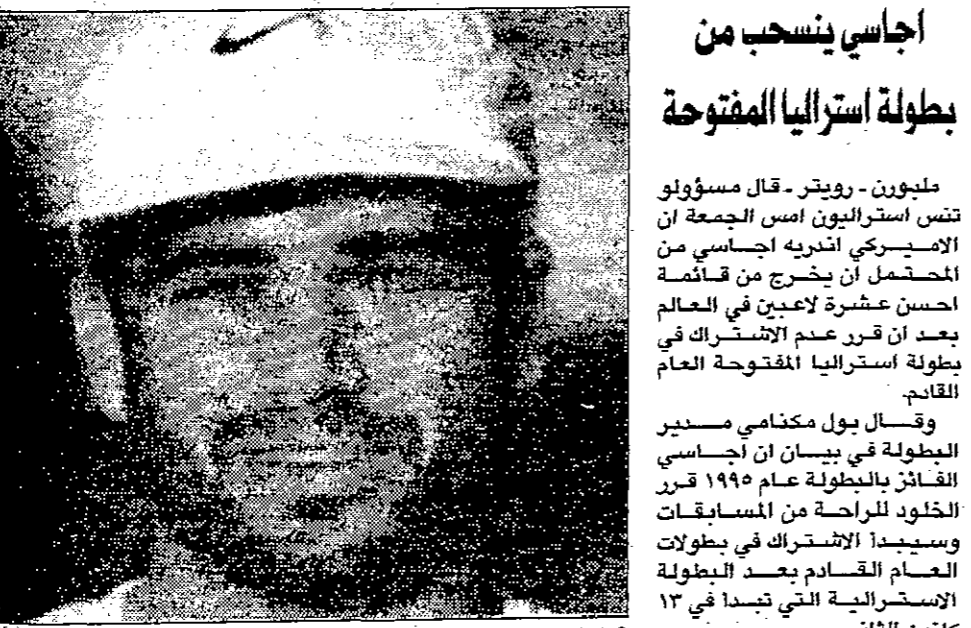 اجاسي ينسحب من
بطولة استراليا المفتوحة
ملبورن - رويتر - قال مسؤولو
تنس استراليون امس الجمعة ان
الاميركي اندريه اجاسي من
المحتمل ان يخرج من قائمة
احسن عشرة لاعبين في العالم
بعد ان قرر عدم الاشتراك في
بطولة استراليا المفتوحة العام
القادم.
وقال بول مكنامي مدير
البطولة في بيان ان اجاسي
الفائز بالبطولة عام ١٩٩٥ قرر
الخلود للراحة من المسابقات
وسيبدا الاشتراك في بطولات
العام القادم بعد البطولة
الاسترالية التي تبدا في ١٣